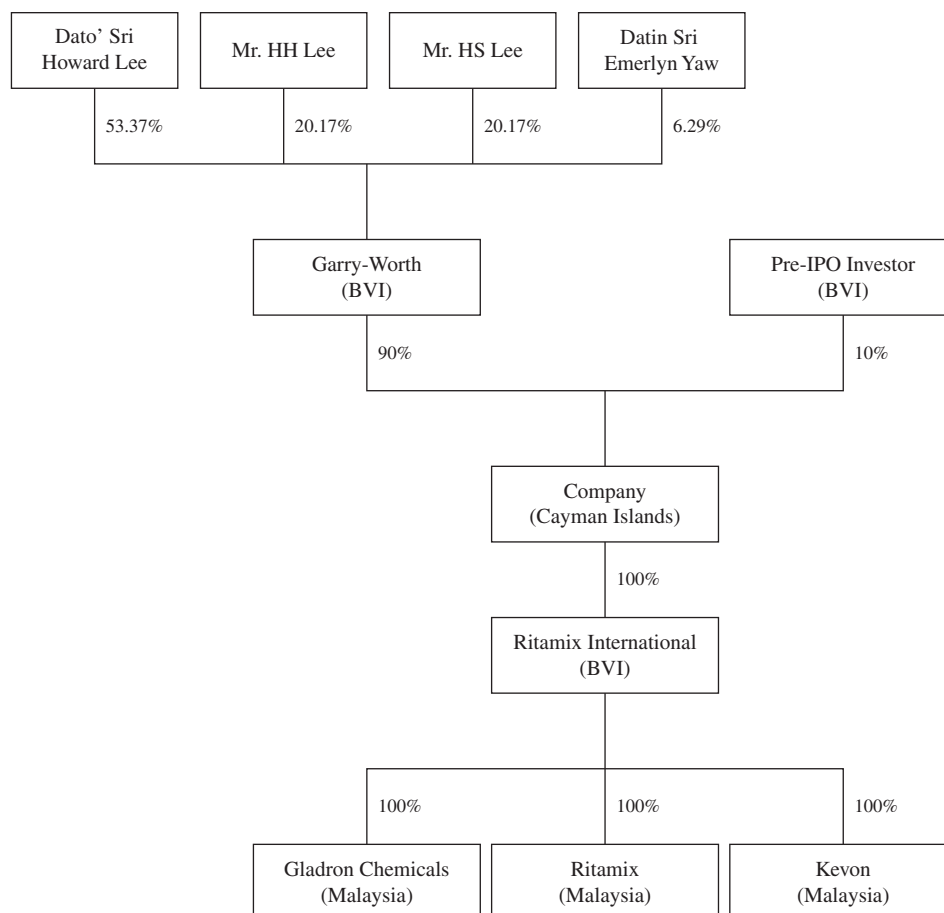 Dato’ Sri
Howard Lee
Mr. HH Lee
Mr. HS Lee
Datin Sri
Emerlyn Yaw
53.37%
20.17%
20.17%
6.29%
Garry-Worth
(BVI)
Pre-IPO Investor
(BVI)
90%
10%
Company
(Cayman Islands)
100%
Ritamix International
(BVI)
100%
100%
100%
Gladron Chemicals
(Malaysia)
Ritamix
(Malaysia)
Kevon
(Malaysia)